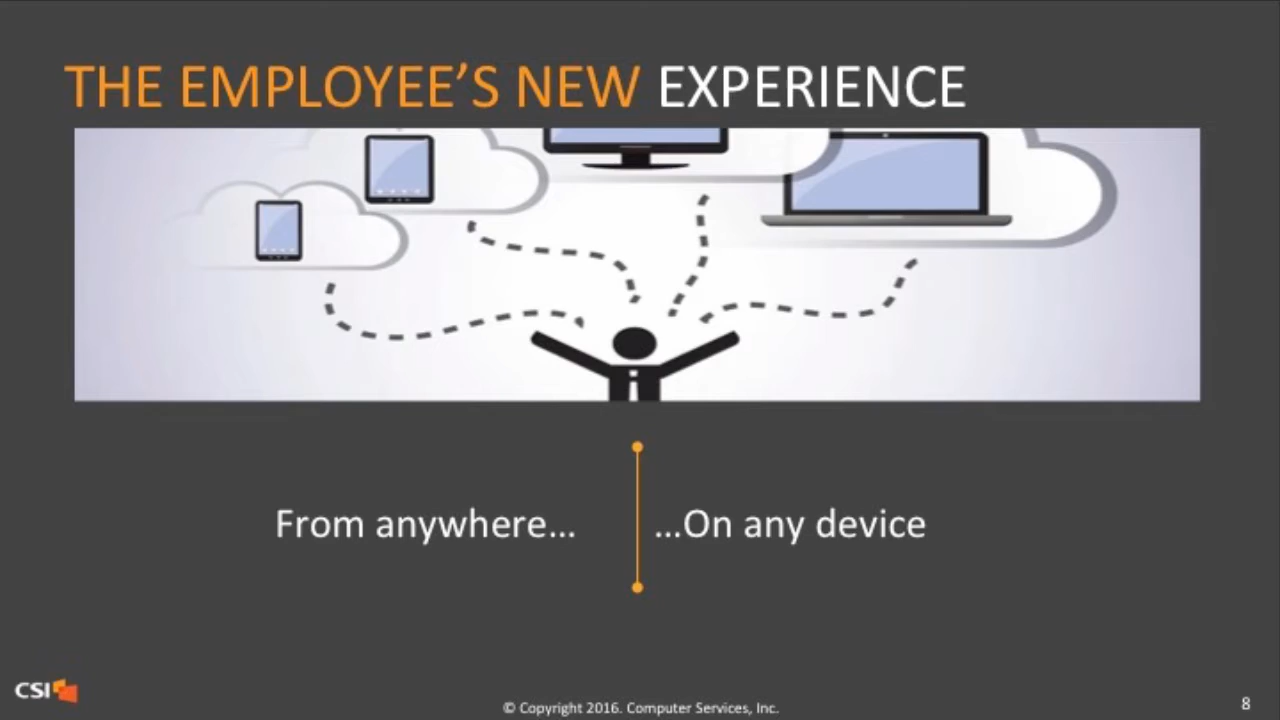 THE EMPLOYEE’S NEW EXPERIENCE
From anywhere...
...On any device
CSI
© Copyright 2016. Computer Services, Inc.
8